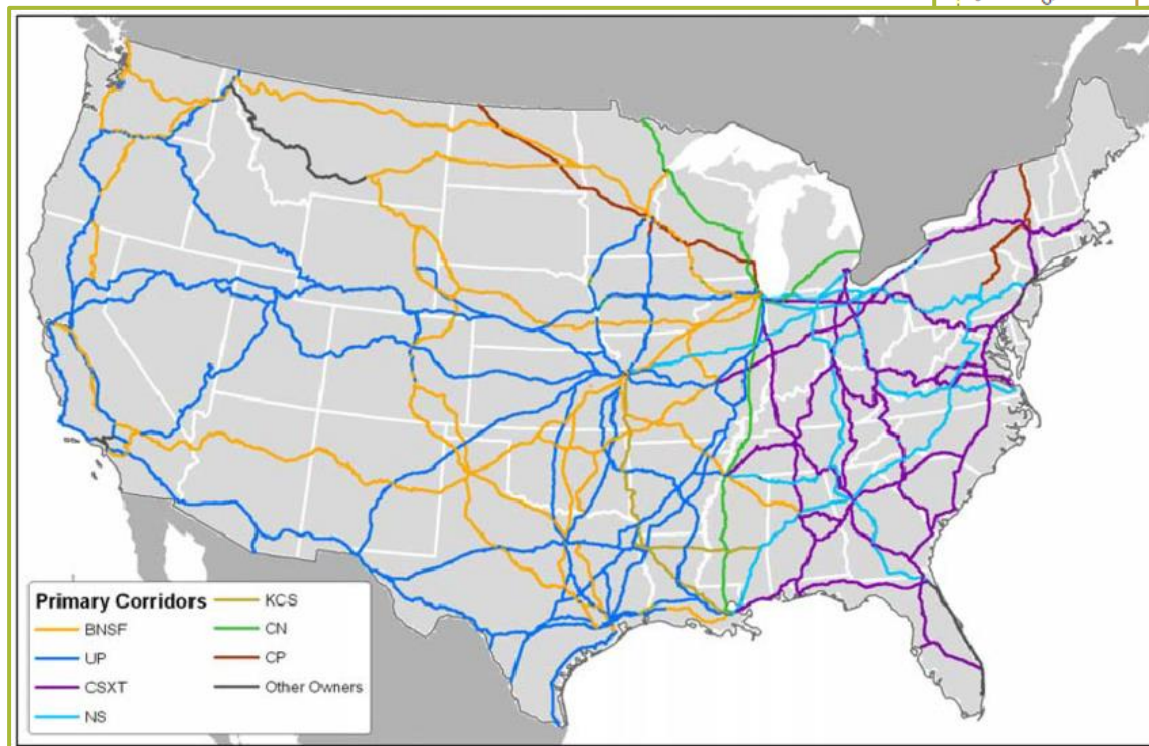 Primary Corridors
BNSF
UP
CSXT
NS
KCS
CN
CP
Other Owners